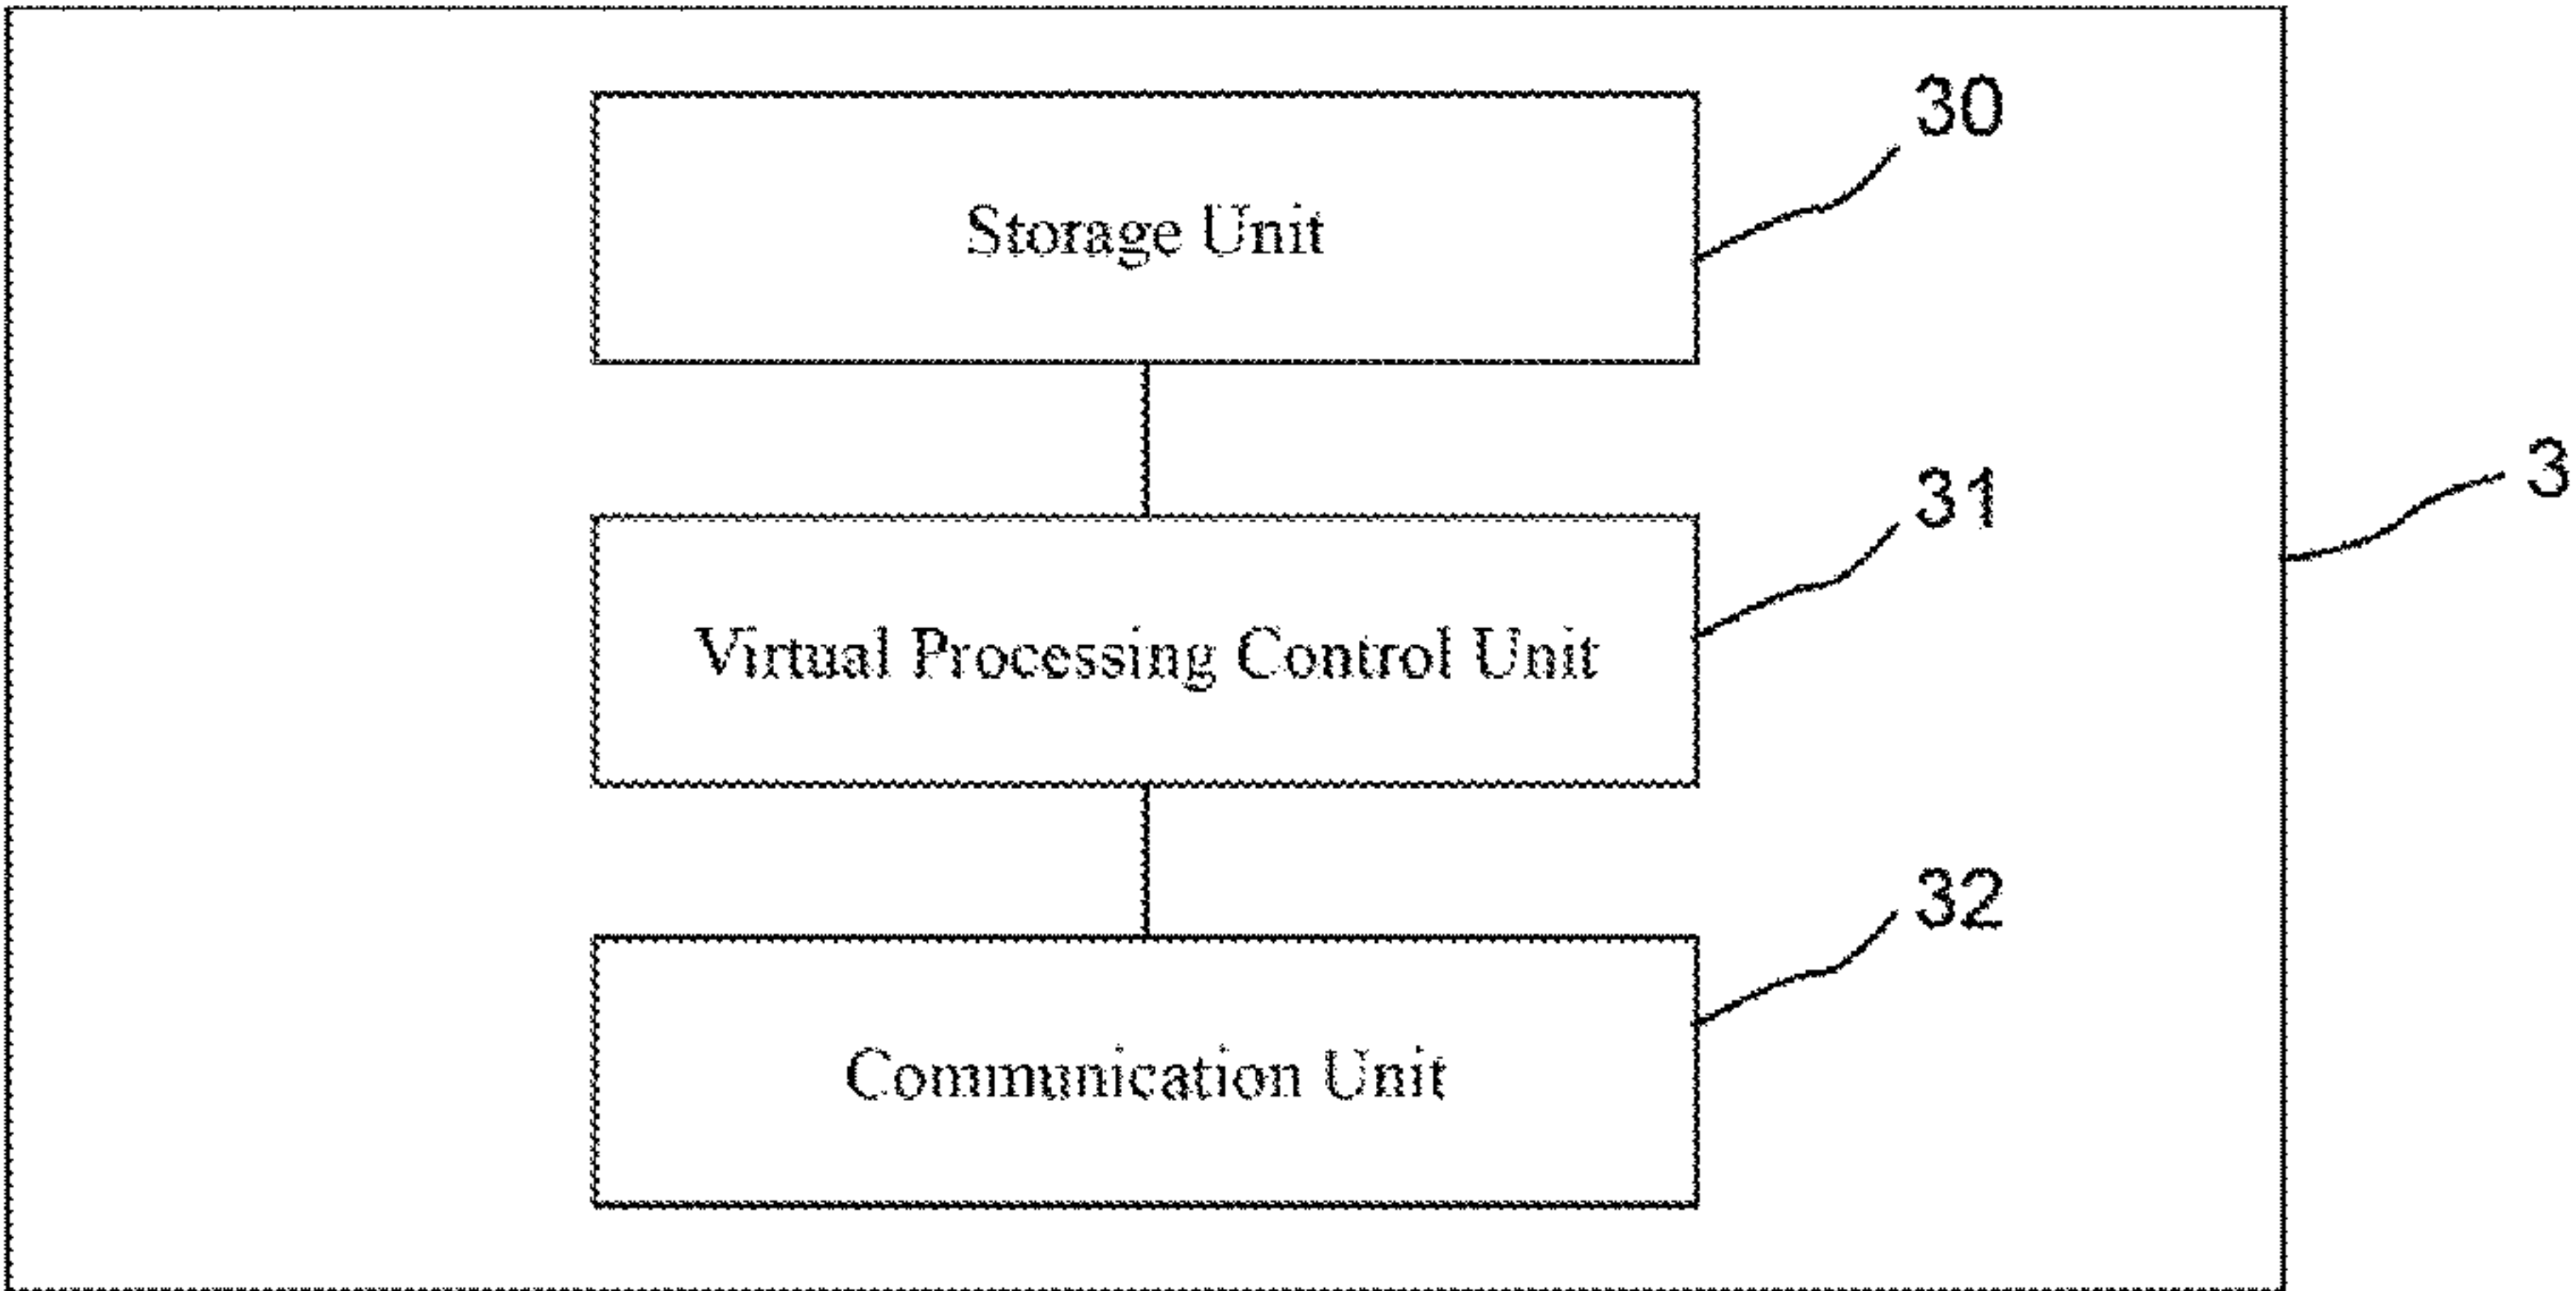 30
Storage Unit
31
3
Virtual Processing Control Unit
32
Communication Unit